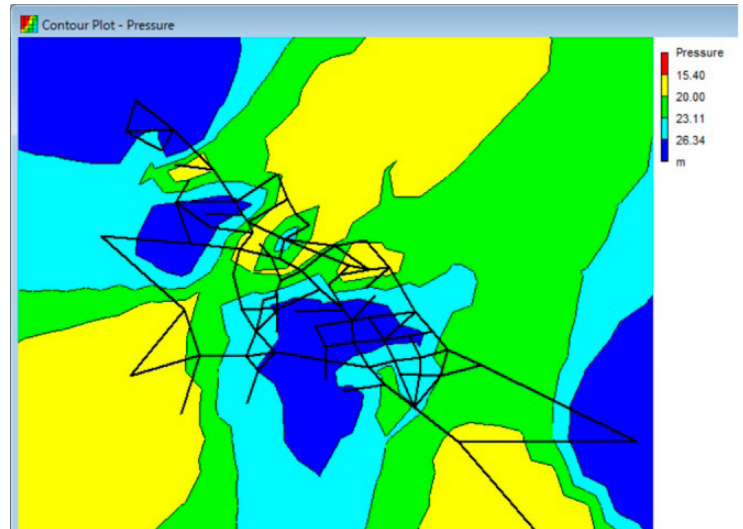 Contour Plot - Pressure
Pressure
15.40
20.00
23.11
26.34
m